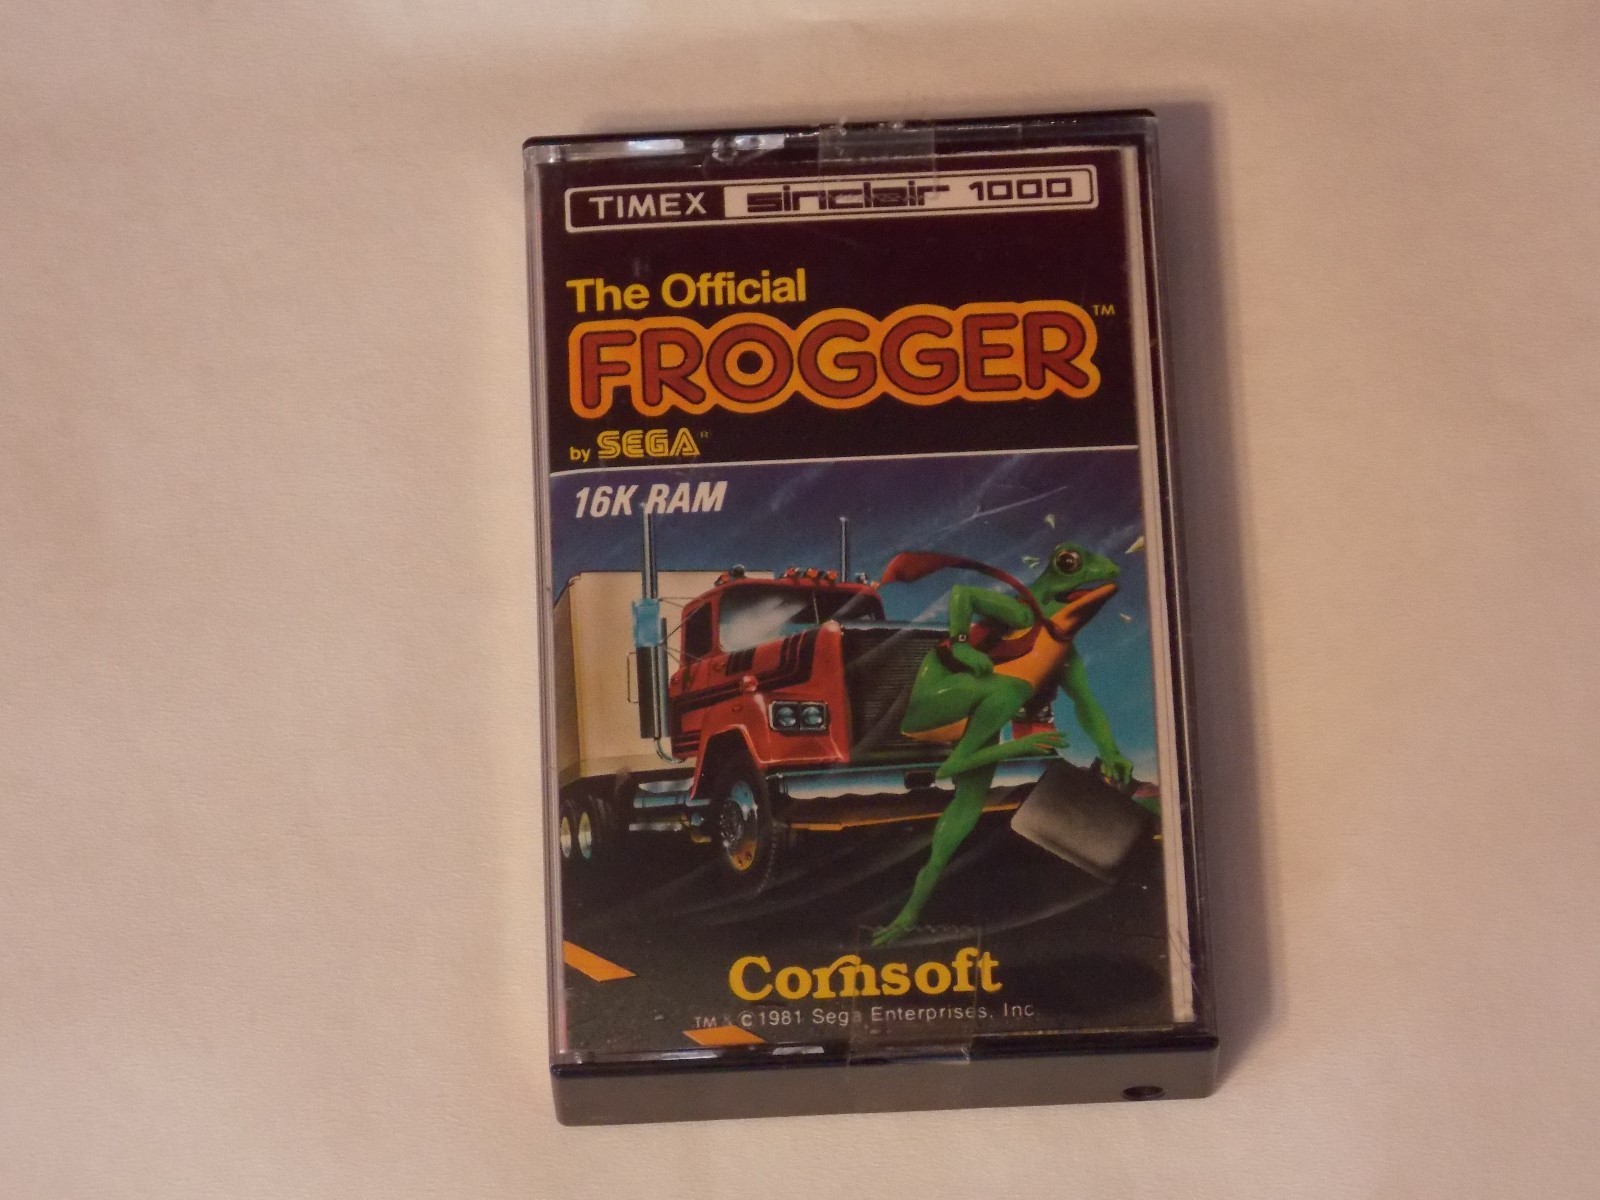 TIMEX sinclair 1000
The Official
FROGGER™
by SEGA®
16K RAM
Cornsoft
TM & © 1981 Sega Enterprises, Inc.